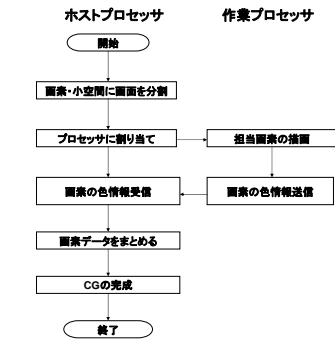 ホストプロセッサ 作業プロセッサ
開始
画素・小空間に画面を分割
プロセッサに割り当て 担当画素の描画
画素の色情報受信 画素の色情報送信
画素データをまとめる
CGの完成
終了